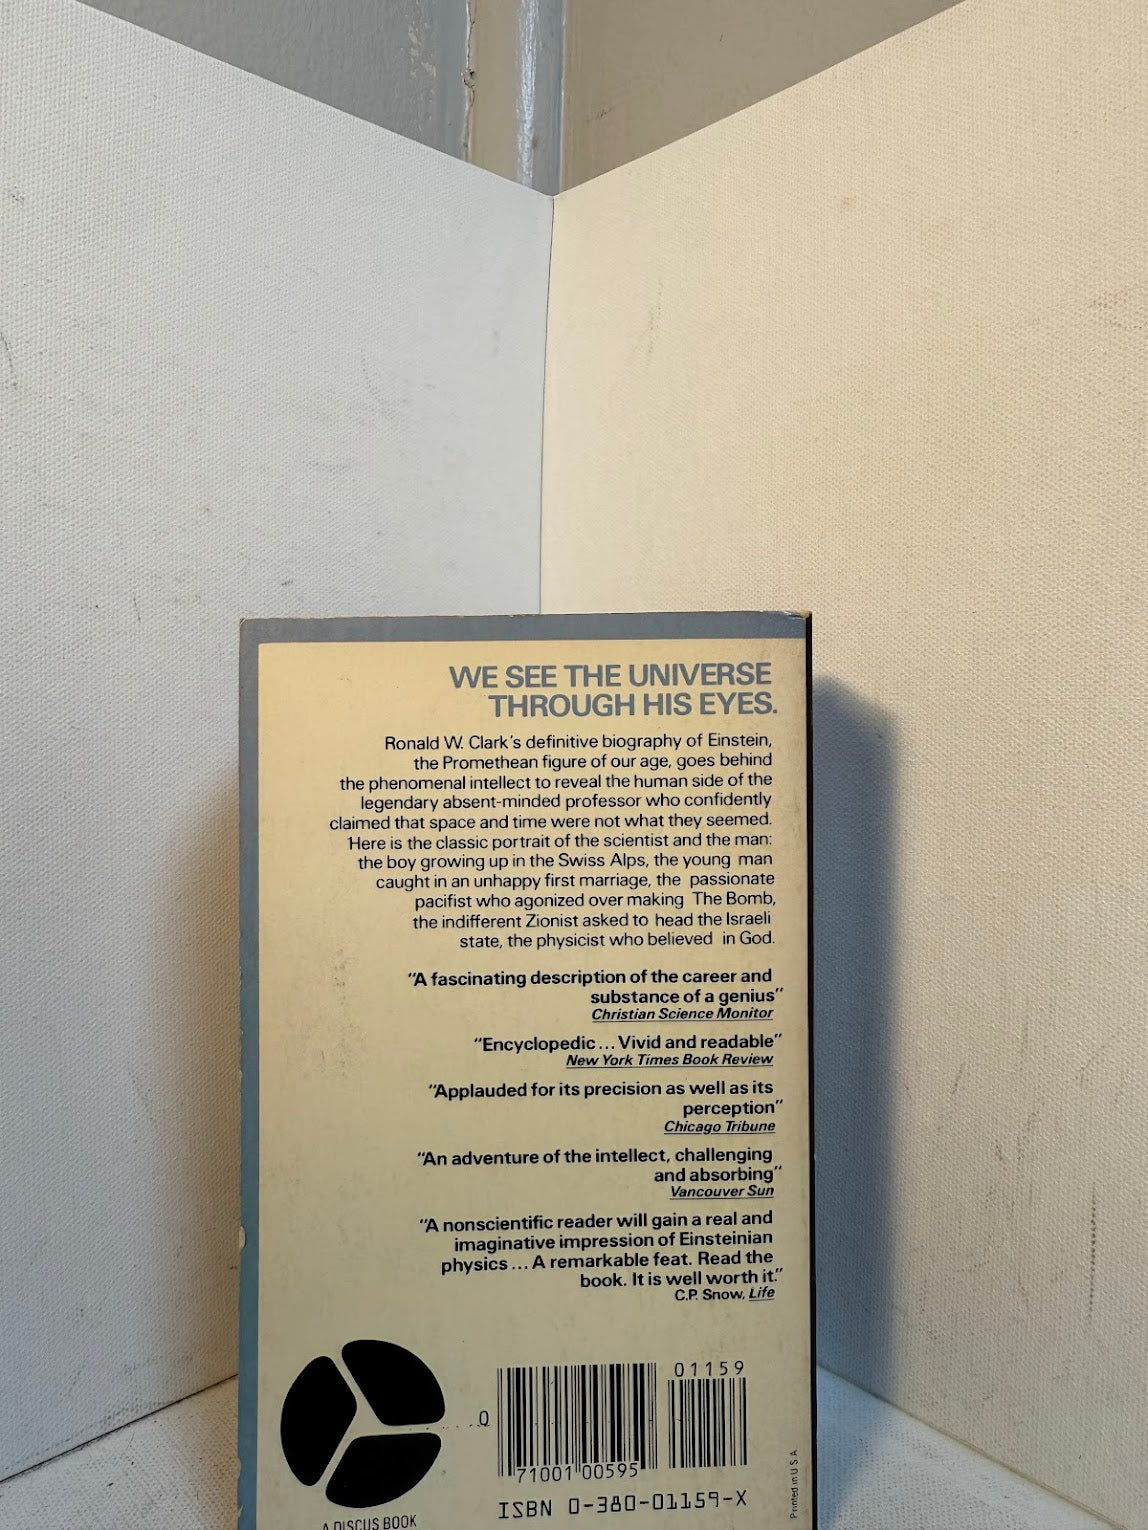 WE SEE THE UNIVERSE
THROUGH HIS EYES.
Ronald W. Clark's definitive biography of Einstein,
the Promethean figure of our age, goes behind
the phenomenal intellect to reveal the human side of the
legendary absent-minded professor who confidently
claimed that space and time were not what they seemed.
Here is the classic portrait of the scientist and the man:
the boy growing up in the Swiss Alps, the young man
caught in an unhappy first marriage, the passionate
pacifist who agonized over making The Bomb,
the indifferent Zionist asked to head the Israeli
state, the physicist who believed in God.
"A fascinating description of the career and
substance of a genius"
Christian Science Monitor
"Encyclopedic... Vivid and readable"
New York Times Book Review
"Applauded for its precision as well as its
perception"
Chicago Tribune
"An adventure of the intellect, challenging
and absorbing"
Vancouver Sun
"A nonscientific reader will gain a real and
imaginative impression of Einsteinian
physics... A remarkable feat. Read the
book. It is well worth it."
C.P. Snow, Life
01159
0
71001 00595
ISBN 0-380-01159-X
A DISCUS BOOK
Printed in U.S.A